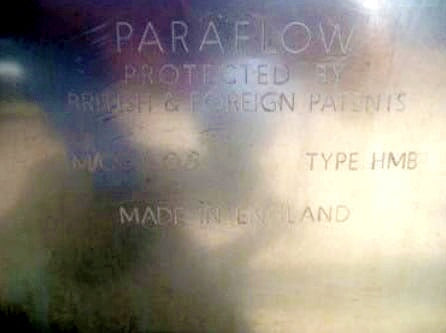 PARAFLOW
PROTECTED BY
BRITISH & FOREIGN PATENTS
TYPE HMB
MADE IN ENGLAND